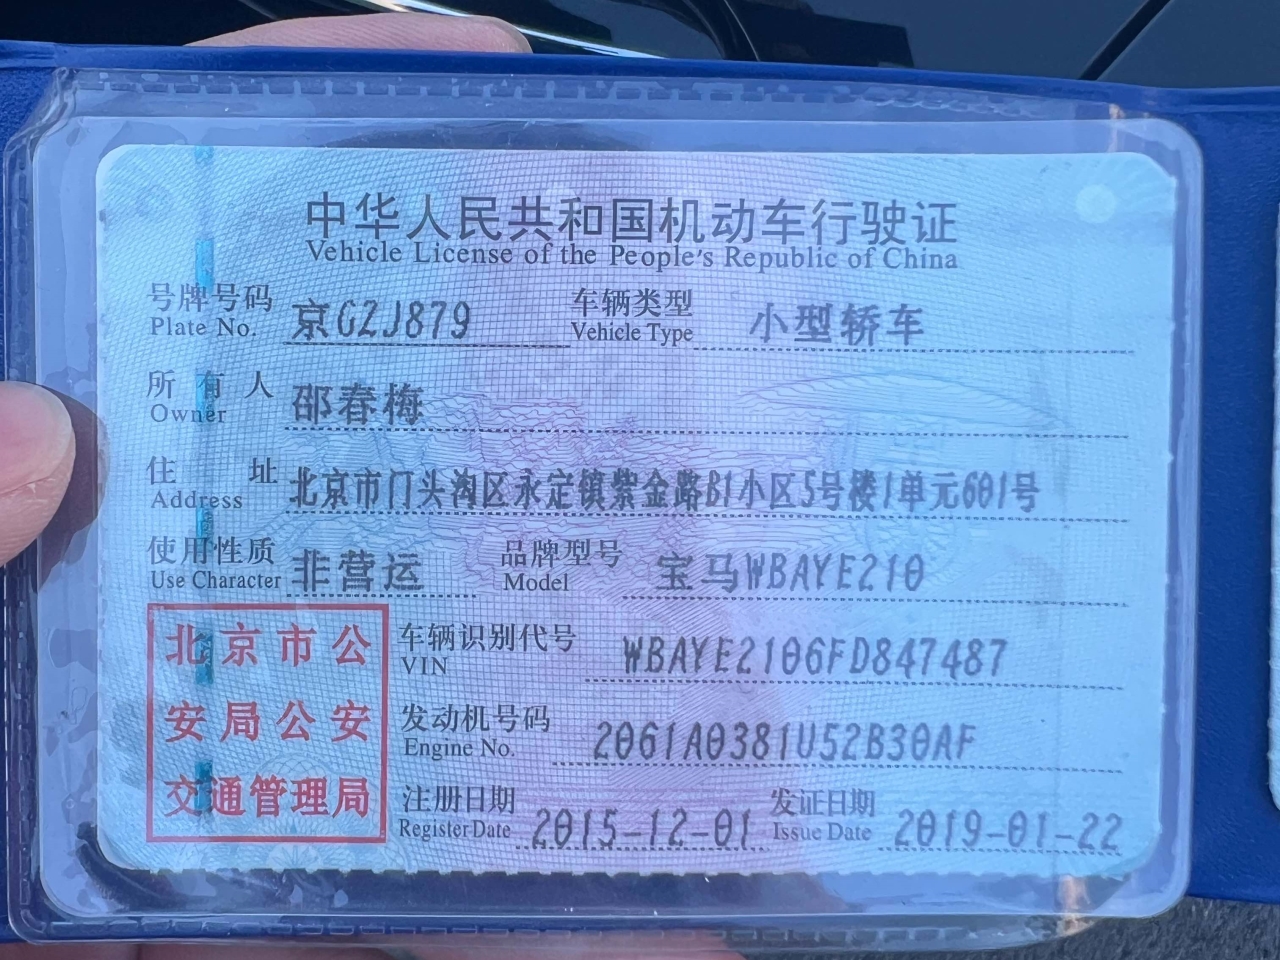 中华人民共和国机动车行驶证
Vehicle License of the People's Republic of China
号牌号码 京GZJ879 车辆类型 小型轿车
Plate No. Vehicle Type
所有人 邵春梅
Owner
住址 北京市门头沟区永定镇紫金路B1小区5号楼1单元601号
Address
使用性质 非营运 品牌型号 宝马WBAYE210
Use Character Model
北京市公
安局公安
交通管理局
车辆识别代号 WBAYE2106FD847487
VIN
发动机号码 2061A0381U52B30AF
Engine No.
注册日期 2015-12-01 发证日期 2019-01-22
Register Date Issue Date